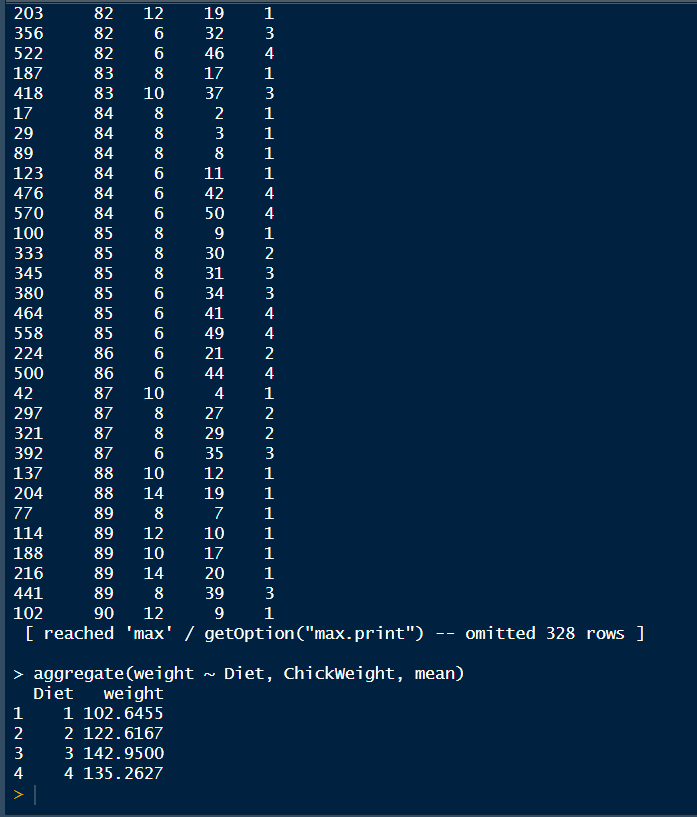 203 82 12 19 1
356 82 6 32 3
522 82 6 46 4
187 83 8 17 1
418 83 10 37 3
17 84 8 2 1
29 84 8 3 1
89 84 8 8 1
123 84 6 11 1
476 84 6 42 4
570 84 6 50 4
100 85 8 9 1
333 85 8 30 2
345 85 8 31 3
380 85 6 34 3
464 85 6 41 4
558 85 6 49 4
224 86 6 21 2
500 86 6 44 4
42 87 10 4 1
297 87 8 27 2
321 87 8 29 2
392 87 6 35 3
137 88 10 12 1
204 88 14 19 1
77 89 8 7 1
114 89 12 10 1
188 89 10 17 1
216 89 14 20 1
441 89 8 39 3
102 90 12 9 1
[ reached 'max' / getOption("max.print") -- omitted 328 rows ]
> aggregate(weight ~ Diet, ChickWeight, mean)
Diet weight
1 1 102.6455
2 2 122.6167
3 3 142.9500
4 4 135.2627
>